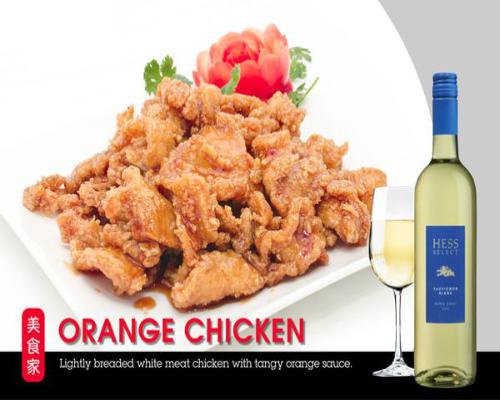 HESS
SELECT
SAUVIGNON
BLANC
美食家
ORANGE CHICKEN
Lightly breaded white meat chicken with tangy orange sauce.